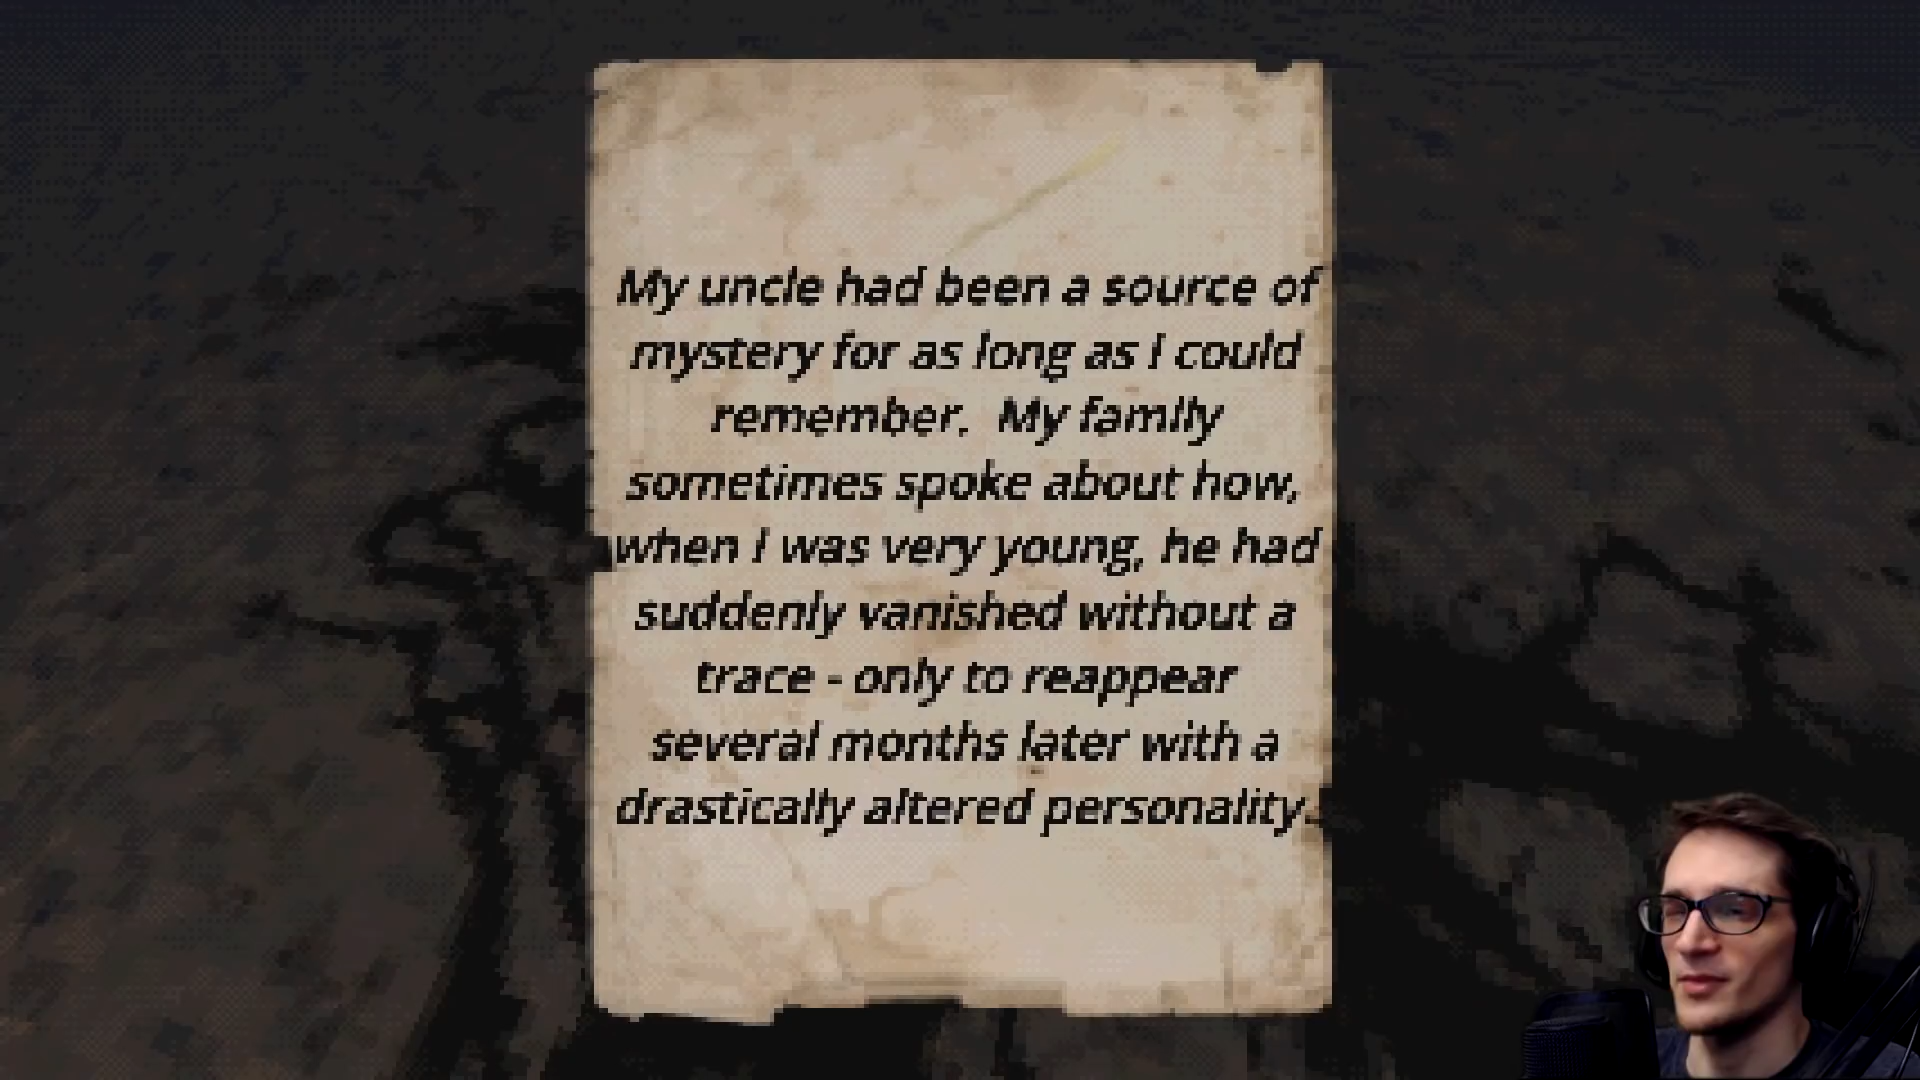 My uncle had been a source of
mystery for as long as I could
remember.  My family
sometimes spoke about how,
when I was very young, he had
suddenly vanished without a
trace - only to reappear
several months later with a
drastically altered personality.